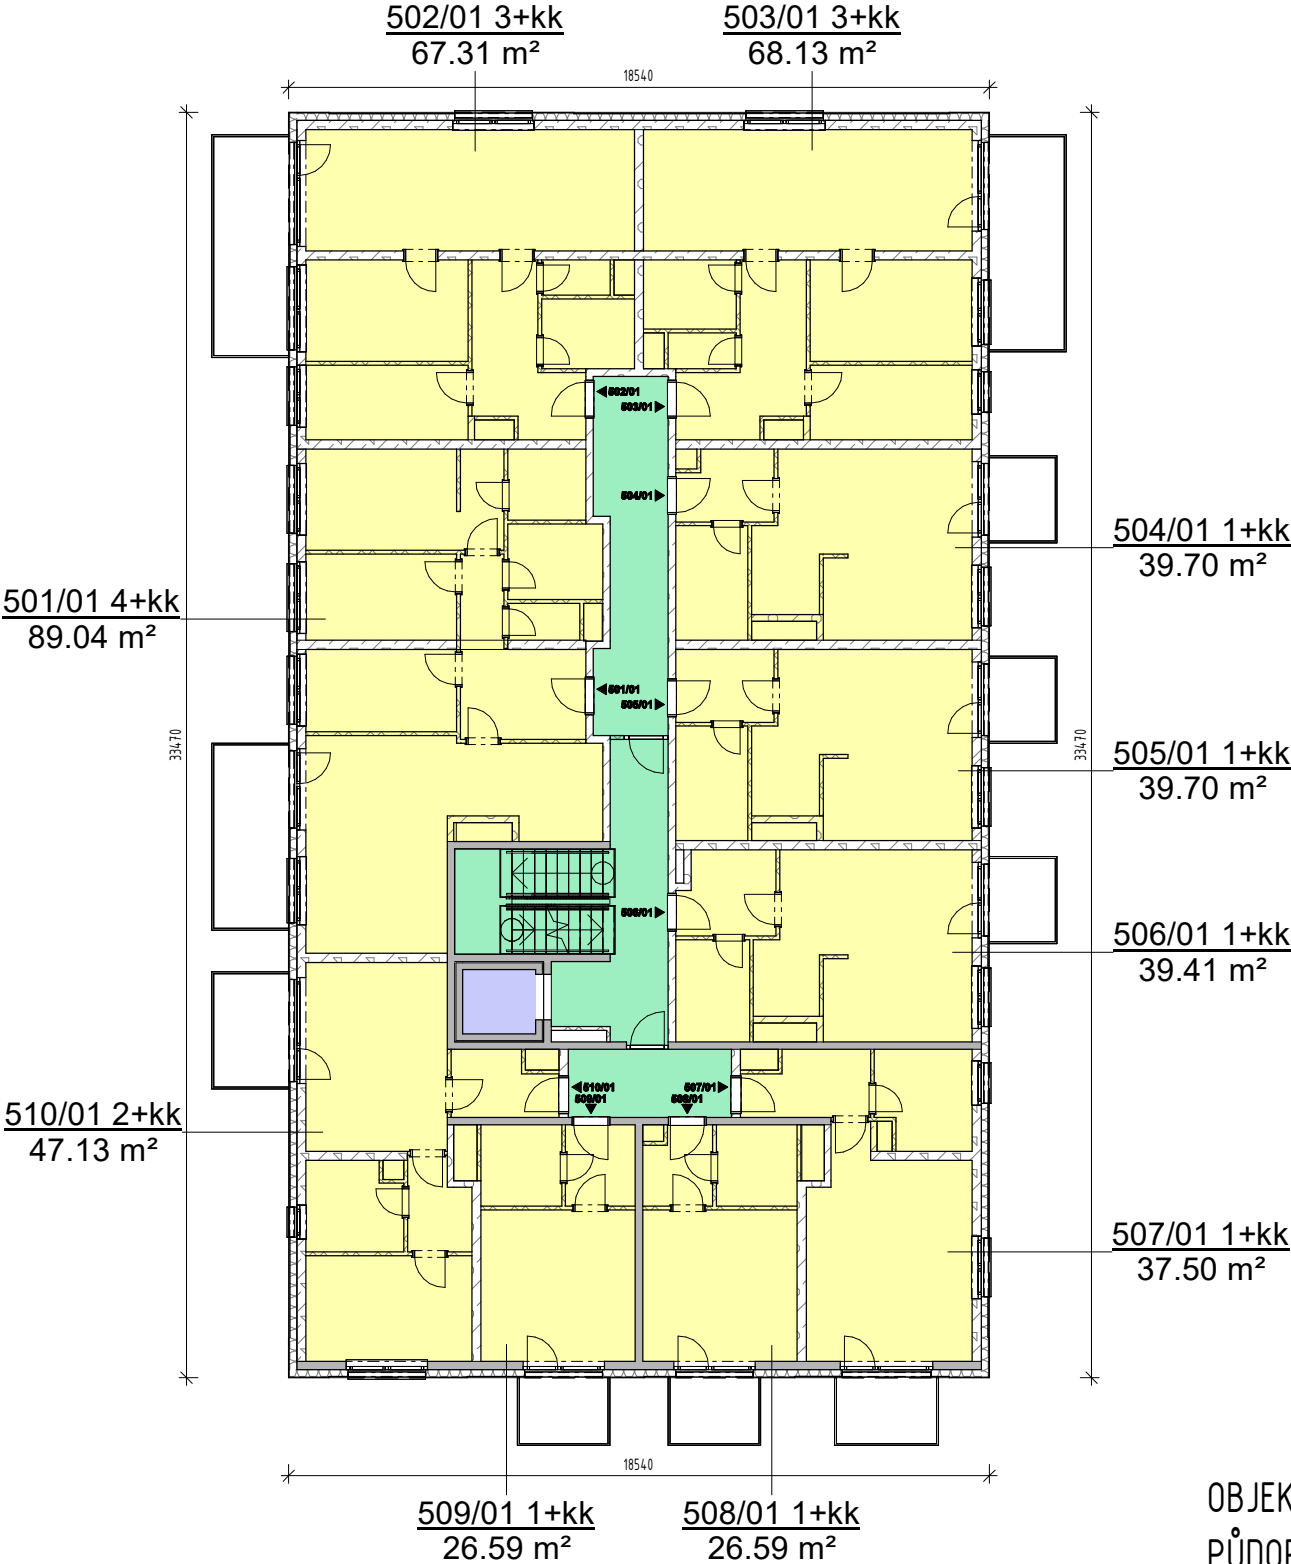 502/01 3+kk
67.31 m²
503/01 3+kk
68.13 m²
18540
502/01
503/01
504/01
504/01 1+kk
39.70 m²
501/01 4+kk
89.04 m²
501/01
505/01
33470
33470
505/01 1+kk
39.70 m²
506/01
506/01 1+kk
39.41 m²
510/01
509/01
507/01
508/01
510/01 2+kk
47.13 m²
507/01 1+kk
37.50 m²
18540
509/01 1+kk
26.59 m²
508/01 1+kk
26.59 m²
OBJEK
PŮDOR